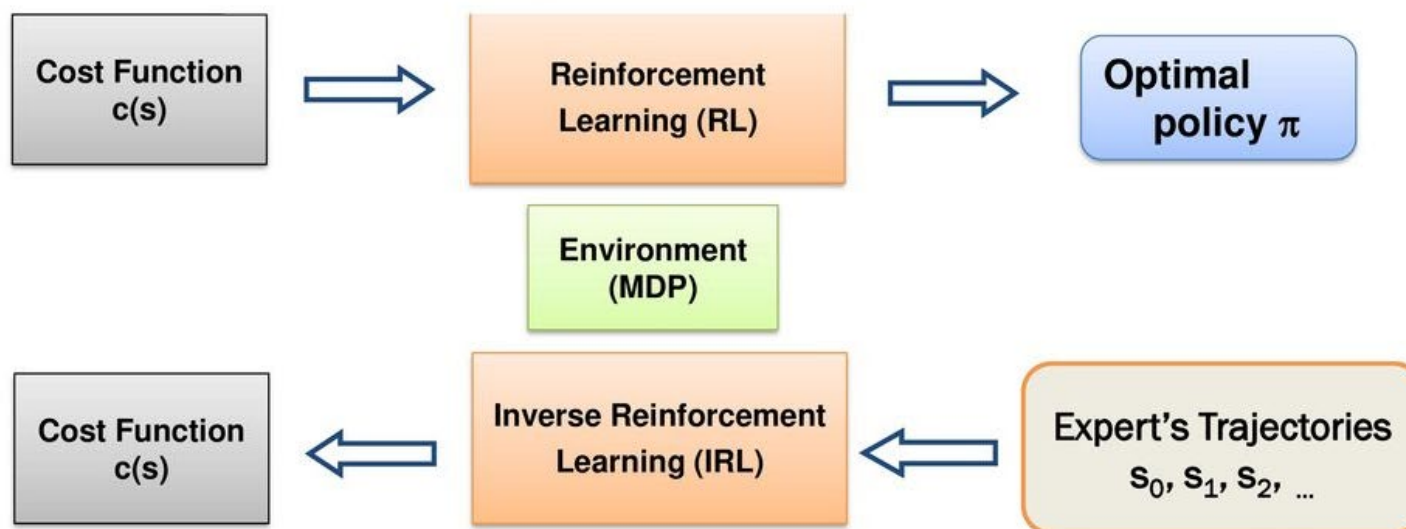 Cost Function
c(s)
Reinforcement
Learning (RL)
Optimal
policy π
Environment
(MDP)
Cost Function
c(s)
Inverse Reinforcement
Learning (IRL)
Expert's Trajectories
s₀, s₁, s₂, ...